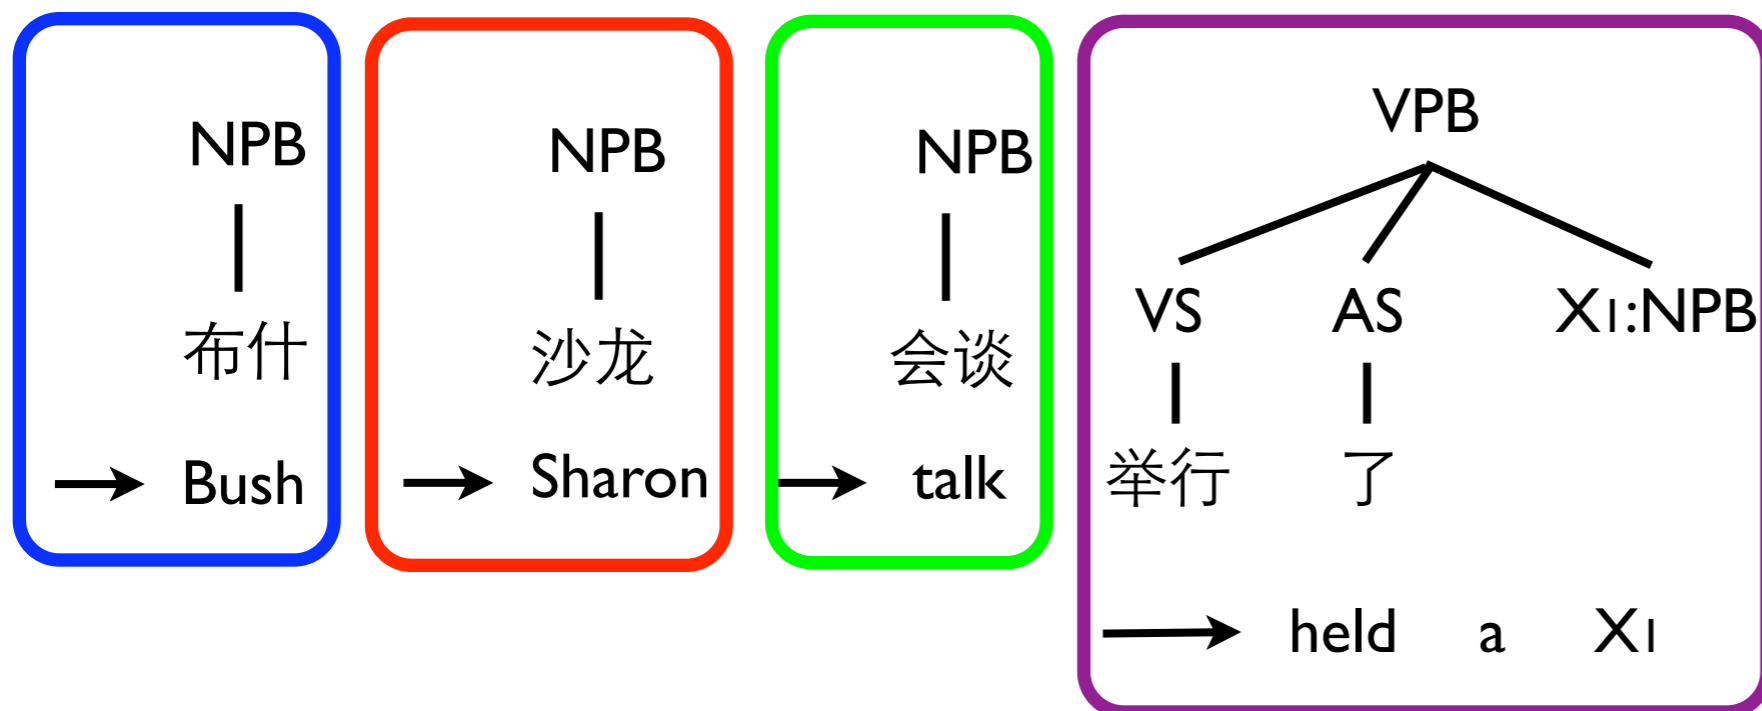 NPB
布什
→ Bush
NPB
沙龙
→ Sharon
NPB
会谈
→ talk
VPB
VS AS X1:NPB
举行 了
→ held a X1